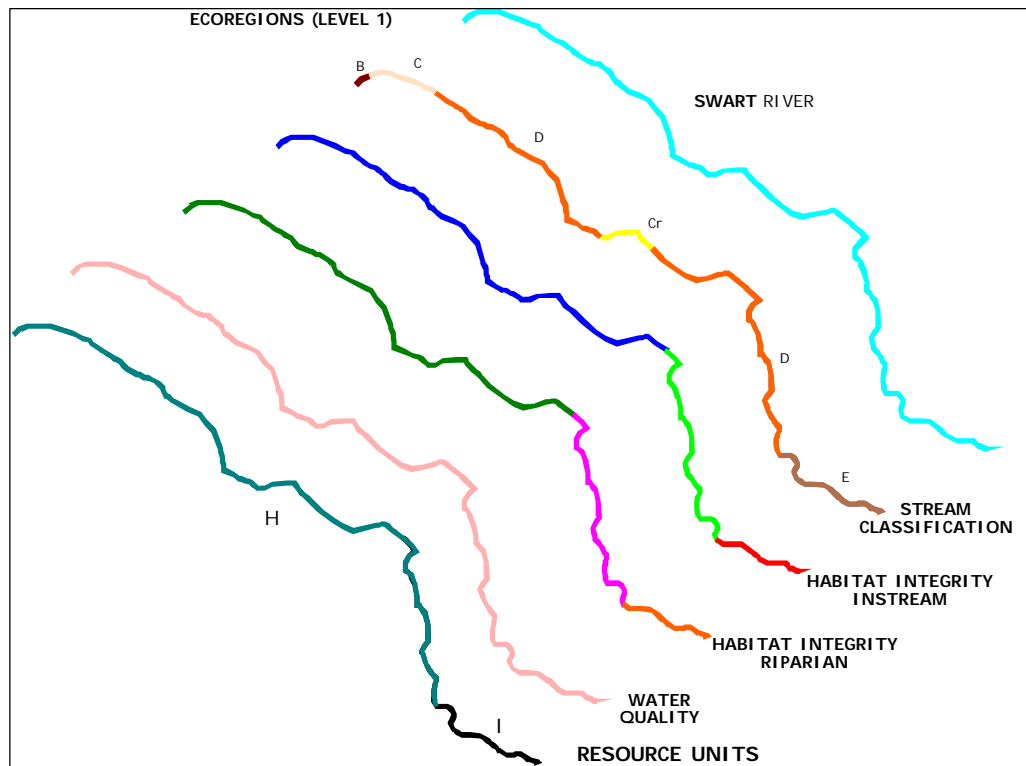 ECOREGIONS (LEVEL 1)
B
C
SWART RIVER
D
Cr
D
E
STREAM
CLASSIFICATION
H
HABITAT INTEGRITY
INSTREAM
HABITAT INTEGRITY
RIPARIAN
WATER
QUALITY
I
RESOURCE UNITS